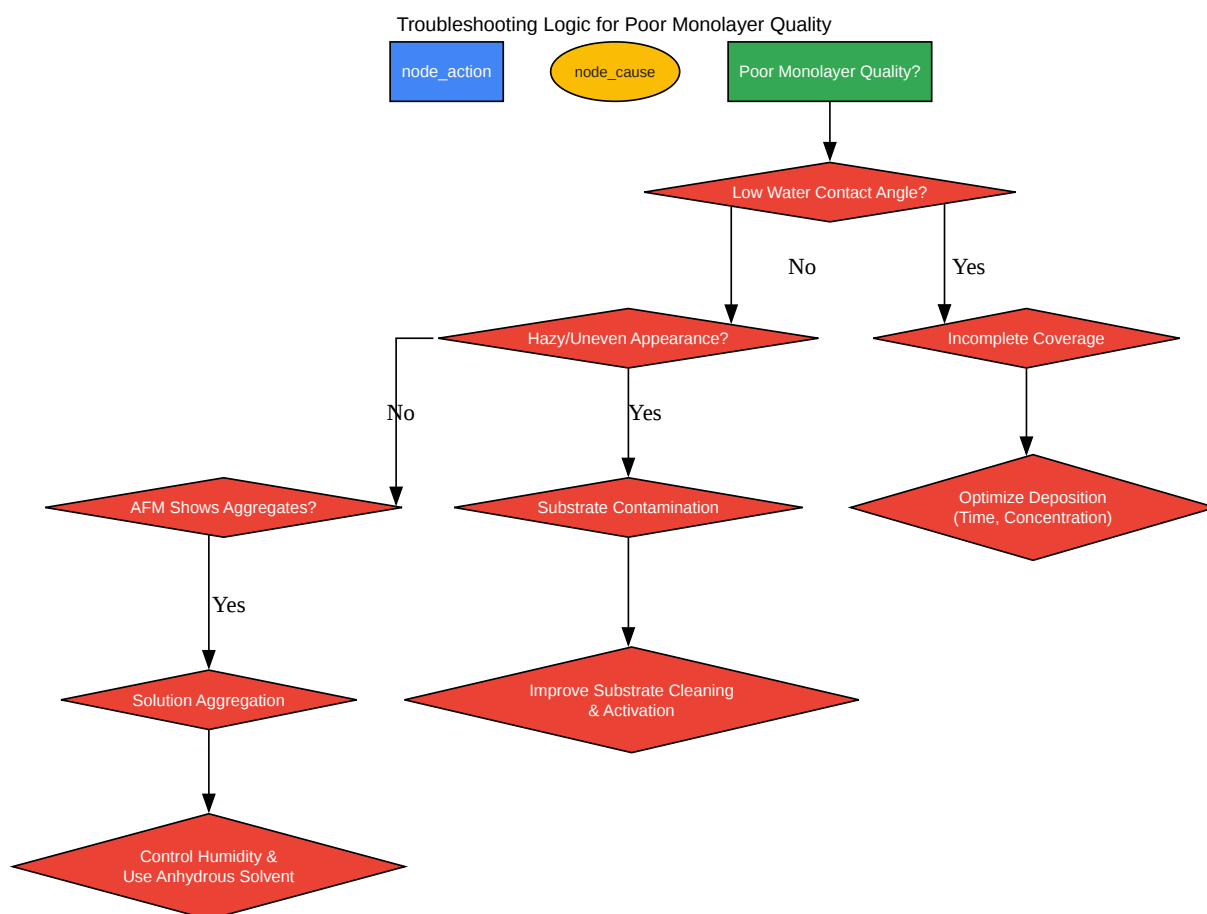 Troubleshooting Logic for Poor Monolayer Quality
node_action
node_cause
Poor Monolayer Quality?
Low Water Contact Angle?
No
Yes
Hazy/Uneven Appearance?
Incomplete Coverage
No
Yes
AFM Shows Aggregates?
Substrate Contamination
Optimize Deposition
(Time, Concentration)
Yes
Solution Aggregation
Improve Substrate Cleaning
& Activation
Control Humidity &
Use Anhydrous Solvent